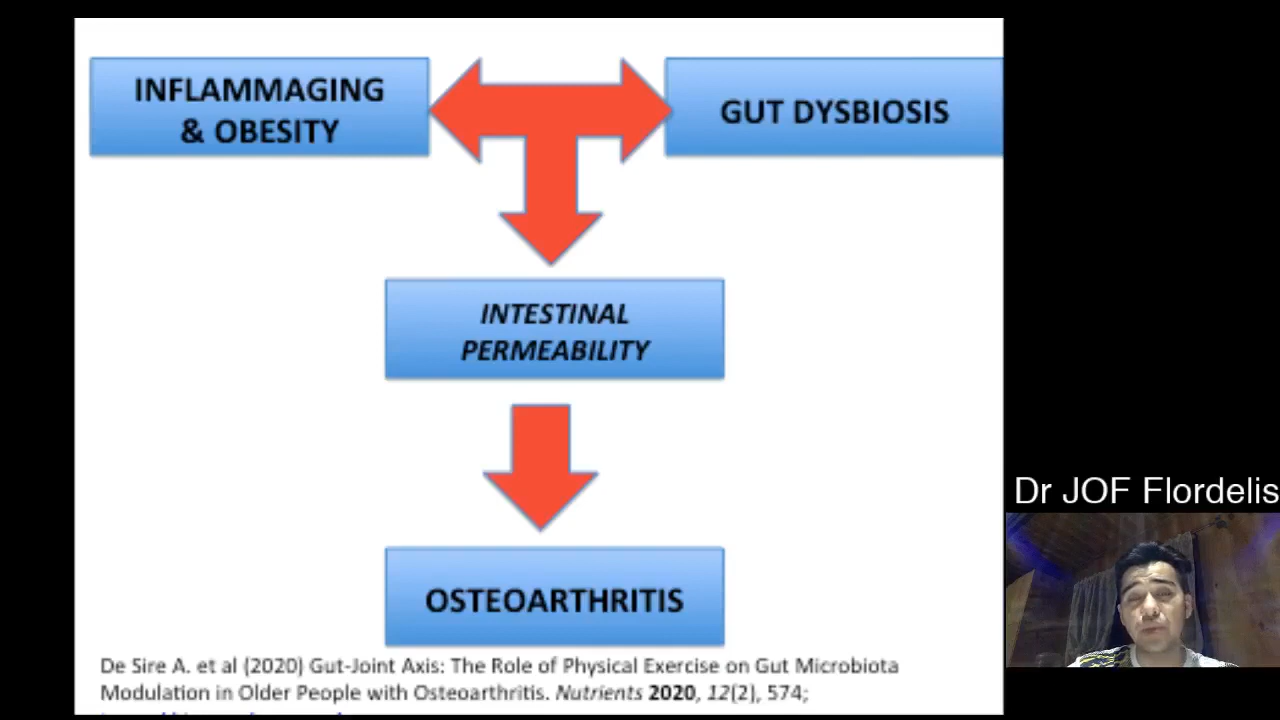 INFLAMMAGING
& OBESITY
GUT DYSBIOSIS
INTESTINAL
PERMEABILITY
OSTEOARTHRITIS
De Sire A. et al (2020) Gut-Joint Axis: The Role of Physical Exercise on Gut Microbiota
Modulation in Older People with Osteoarthritis. Nutrients 2020, 12(2), 574;
Dr JOF Flordelis